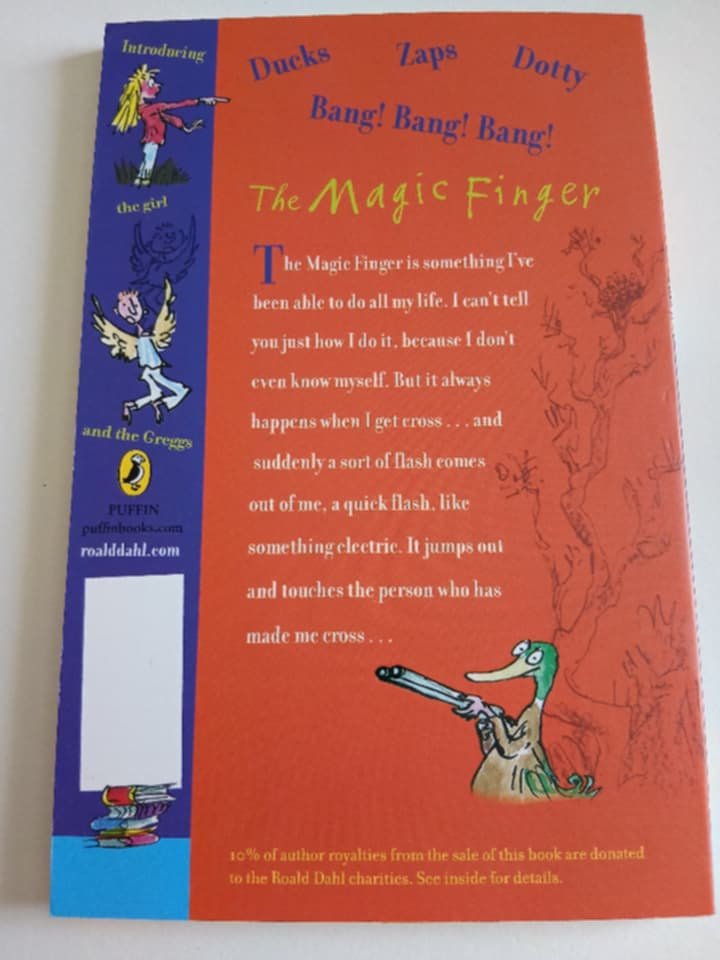 Introducing
the girl
and the Greggs
PUFFIN
puffinbooks.com
roalddahl.com
Ducks Zaps Dotty
Bang! Bang! Bang!
The Magic Finger
The Magic Finger is something I've
been able to do all my life. I can't tell
you just how I do it, because I don't
even know myself. But it always
happens when I get cross . . . and
suddenly a sort of flash comes
out of me, a quick flash, like
something electric. It jumps out
and touches the person who has
made me cross . . .
10% of author royalties from the sale of this book are donated
to the Roald Dahl charities. See inside for details.